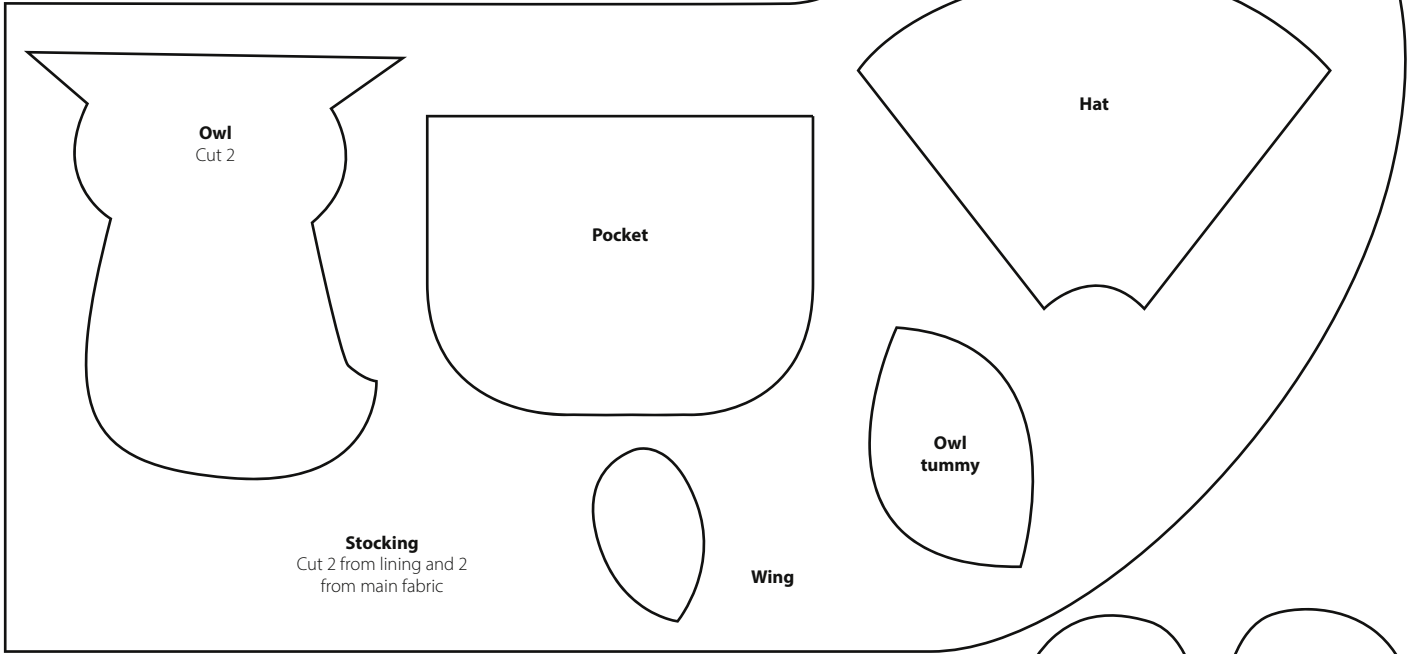 Hat
Owl
Cut 2
Pocket
Owl
tummy
Stocking
Cut 2 from lining and 2
from main fabric
Wing